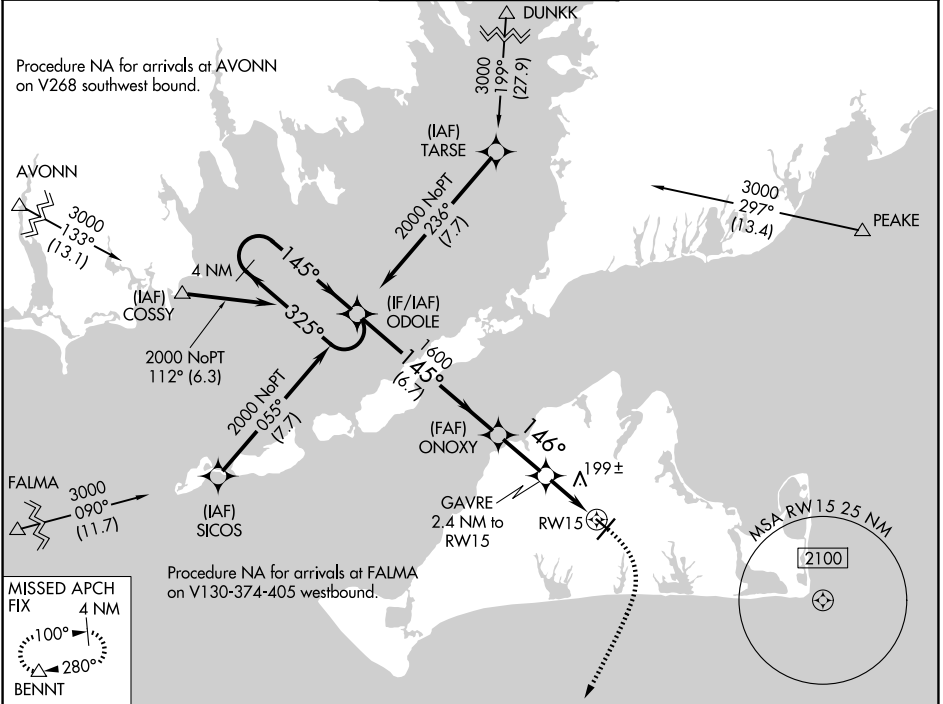 DUNKK
Procedure NA for arrivals at AVONN
on V268 southwest bound.
3000
199°
(27.9)
(IAF)
TARSE
AVONN
3000
133°
(13.1)
2000 NoPT
236°
(7.7)
3000
297°
(13.4)
PEAKE
4 NM
145°
325°
(IAF)
COSSY
(IF/IAF)
ODOLE
2000 NoPT
112° (6.3)
1600
145°
(6.7)
2000 NoPT
055°
(7.7)
(FAF)
ONOXY
146°
199±
FALMA
3000
090°
(11.7)
(IAF)
SICOS
GAVRE
2.4 NM to
RW15
RW15
MSA RW15 25 NM
2100
Procedure NA for arrivals at FALMA
on V130-374-405 westbound.
MISSED APCH
FIX
4 NM
100°
280°
BENNT